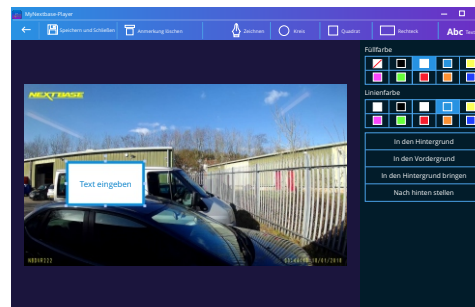 MyNextbase-Player
Speichern und Schließen
Anmerkung löschen
Zeichnen
Kreis
Quadrat
Rechteck
Abc Text
Füllfarbe
NEXTBASE
Linienfarbe
In den Hintergrund
In den Vordergrund
In den Hintergrund bringen
Nach hinten stellen
Text eingeben